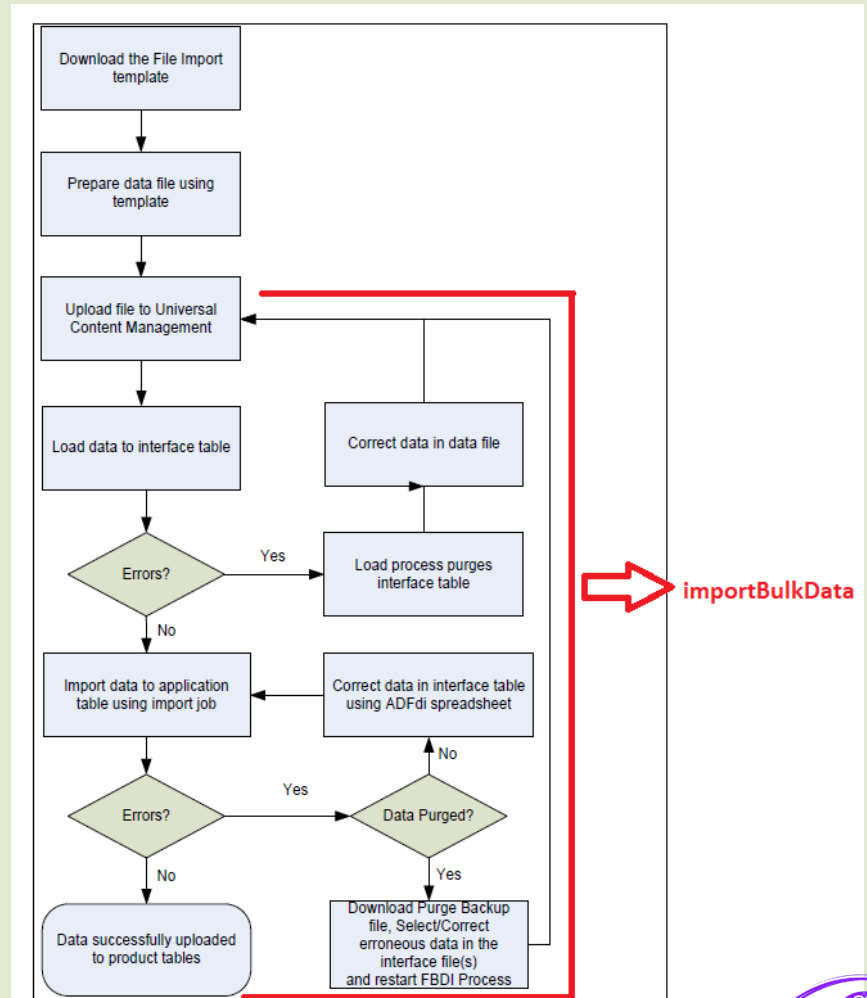 Download the File Import
template
Prepare data file using
template
Upload file to Universal
Content Management
Load data to interface table
Correct data in data file
Errors?
Yes
Load process purges
interface table
No
importBulkData
Import data to application
table using import job
Correct data in interface table
using ADFdi spreadsheet
No
Errors?
Yes
Data Purged?
No
Yes
Data successfully uploaded
to product tables
Download Purge Backup
file, Select/Correct
erroneous data in the
interface file(s)
and restart FBDI Process